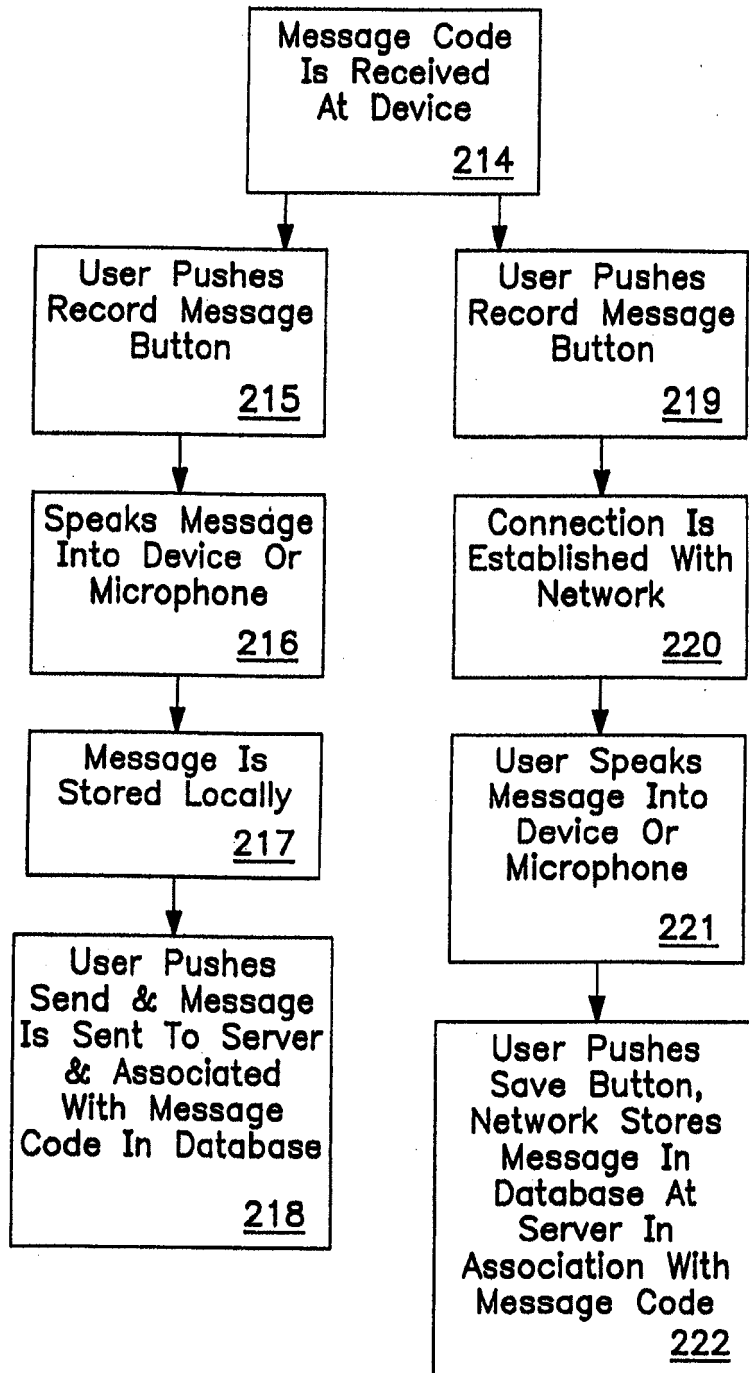 Message Code
Is Received
At Device
214
User Pushes
Record Message
Button
215
Speaks Message
Into Device Or
Microphone
216
Message Is
Stored Locally
217
User Pushes
Send & Message
Is Sent To Server
& Associated
With Message
Code In Database
218
User Pushes
Record Message
Button
219
Connection Is
Established With
Network
220
User Speaks
Message Into
Device Or
Microphone
221
User Pushes
Save Button,
Network Stores
Message In
Database At
Server In
Association With
Message Code
222